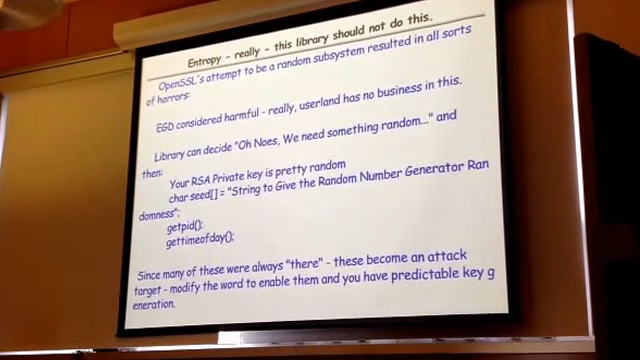 Entropy - really - this library should not do this.
OpenSSL's attempt to be a random subsystem resulted in all sorts
of horrors:
EGD considered harmful - really, userland has no business in this.
Library can decide "Oh Noes, We need something random..." and
then:
Your RSA Private key is pretty random
char seed[] = "String to Give the Random Number Generator Ran
domness";
getpid();
gettimeofday();
Since many of these were always "there" - these become an attack
target - modify the word to enable them and you have predictable key g
eneration.